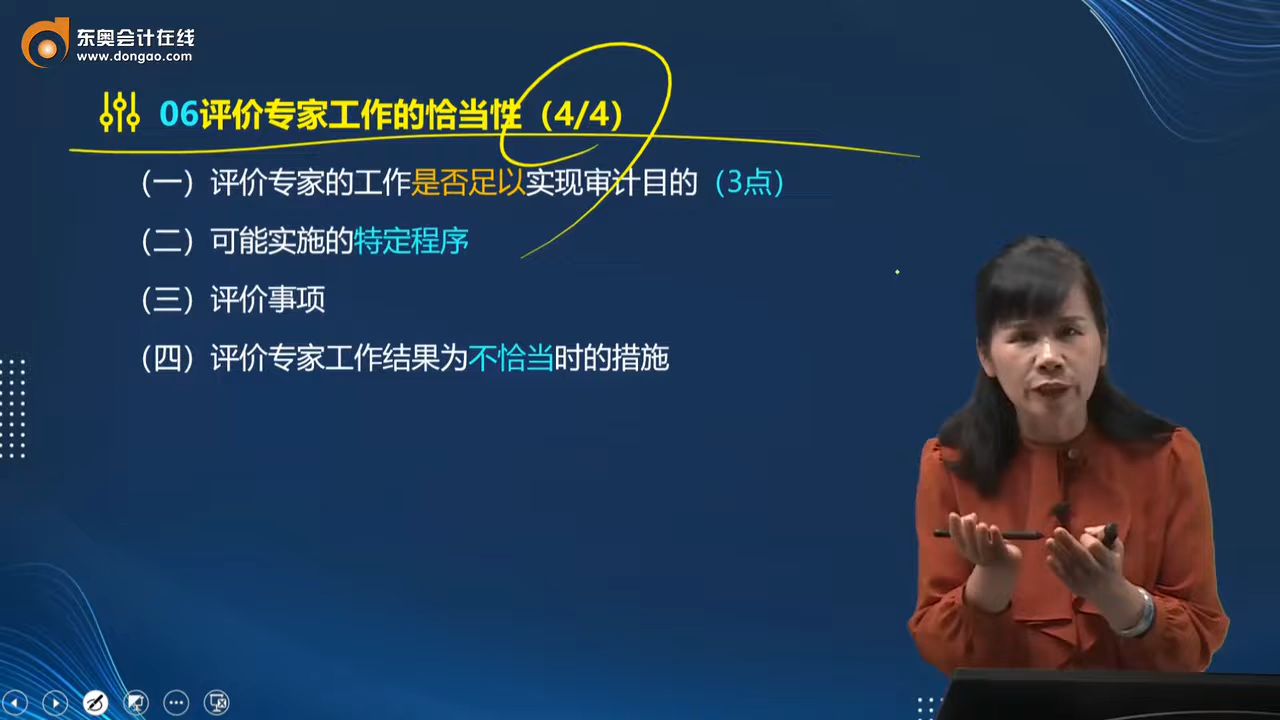 东奥会计在线
www.dongao.com
06评价专家工作的恰当性（4/4）
（一）评价专家的工作是否足以实现审计目的（3点）
（二）可能实施的特定程序
（三）评价事项
（四）评价专家工作结果为不恰当时的措施